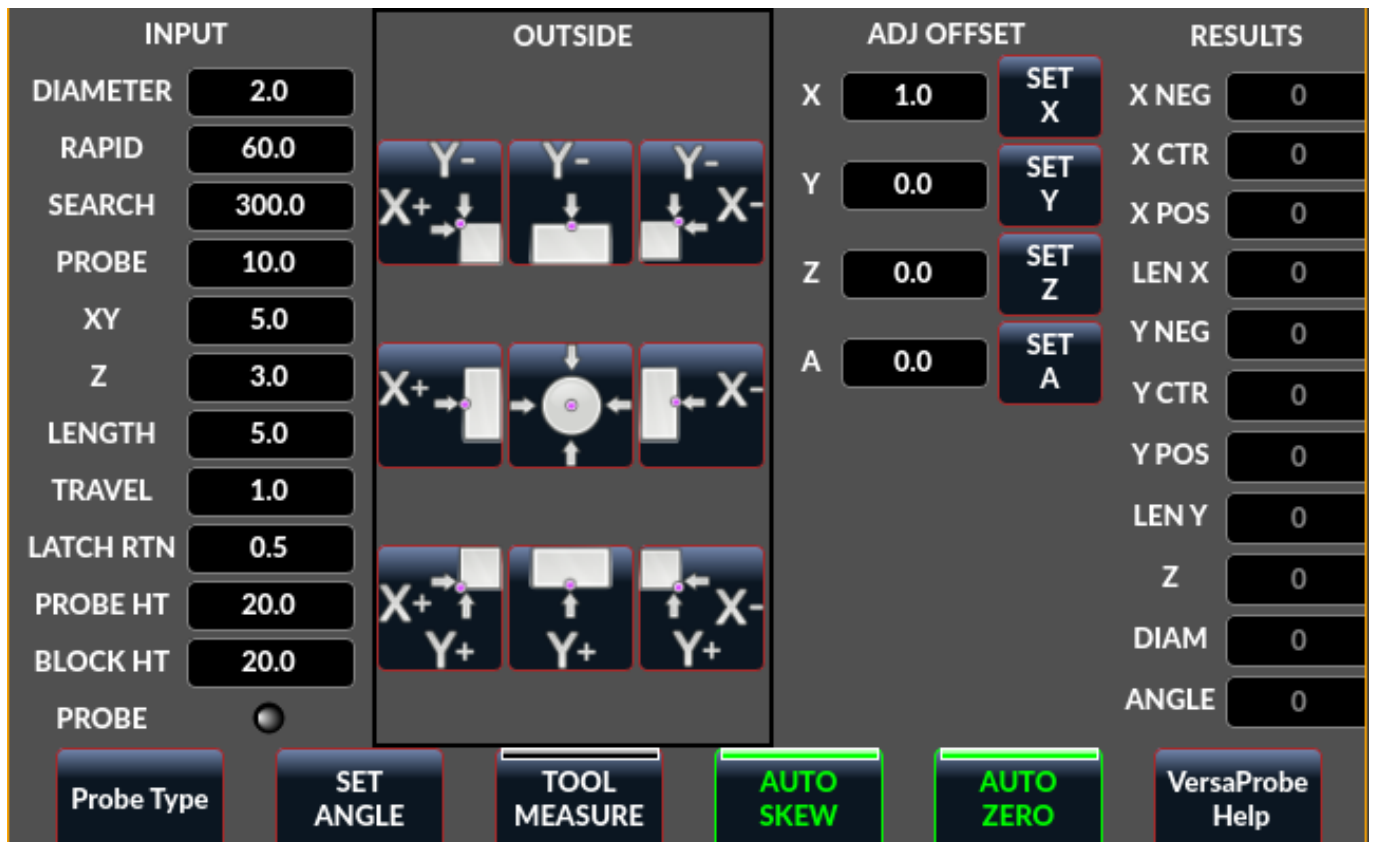 INPUT
DIAMETER 2.0
RAPID 60.0
SEARCH 300.0
PROBE 10.0
XY 5.0
Z 3.0
LENGTH 5.0
TRAVEL 1.0
LATCH RTN 0.5
PROBE HT 20.0
BLOCK HT 20.0
PROBE
OUTSIDE
Y- Y- Y-
X+ X-
X+ X-
X+ X-
Y+ Y+ Y+
ADJ OFFSET
X 1.0 SET
X
Y 0.0 SET
Y
Z 0.0 SET
Z
A 0.0 SET
A
RESULTS
X NEG 0
X CTR 0
X POS 0
LEN X 0
Y NEG 0
Y CTR 0
Y POS 0
LEN Y 0
Z 0
DIAM 0
ANGLE 0
Probe Type
SET
ANGLE
TOOL
MEASURE
AUTO
SKEW
AUTO
ZERO
VersaProbe
Help